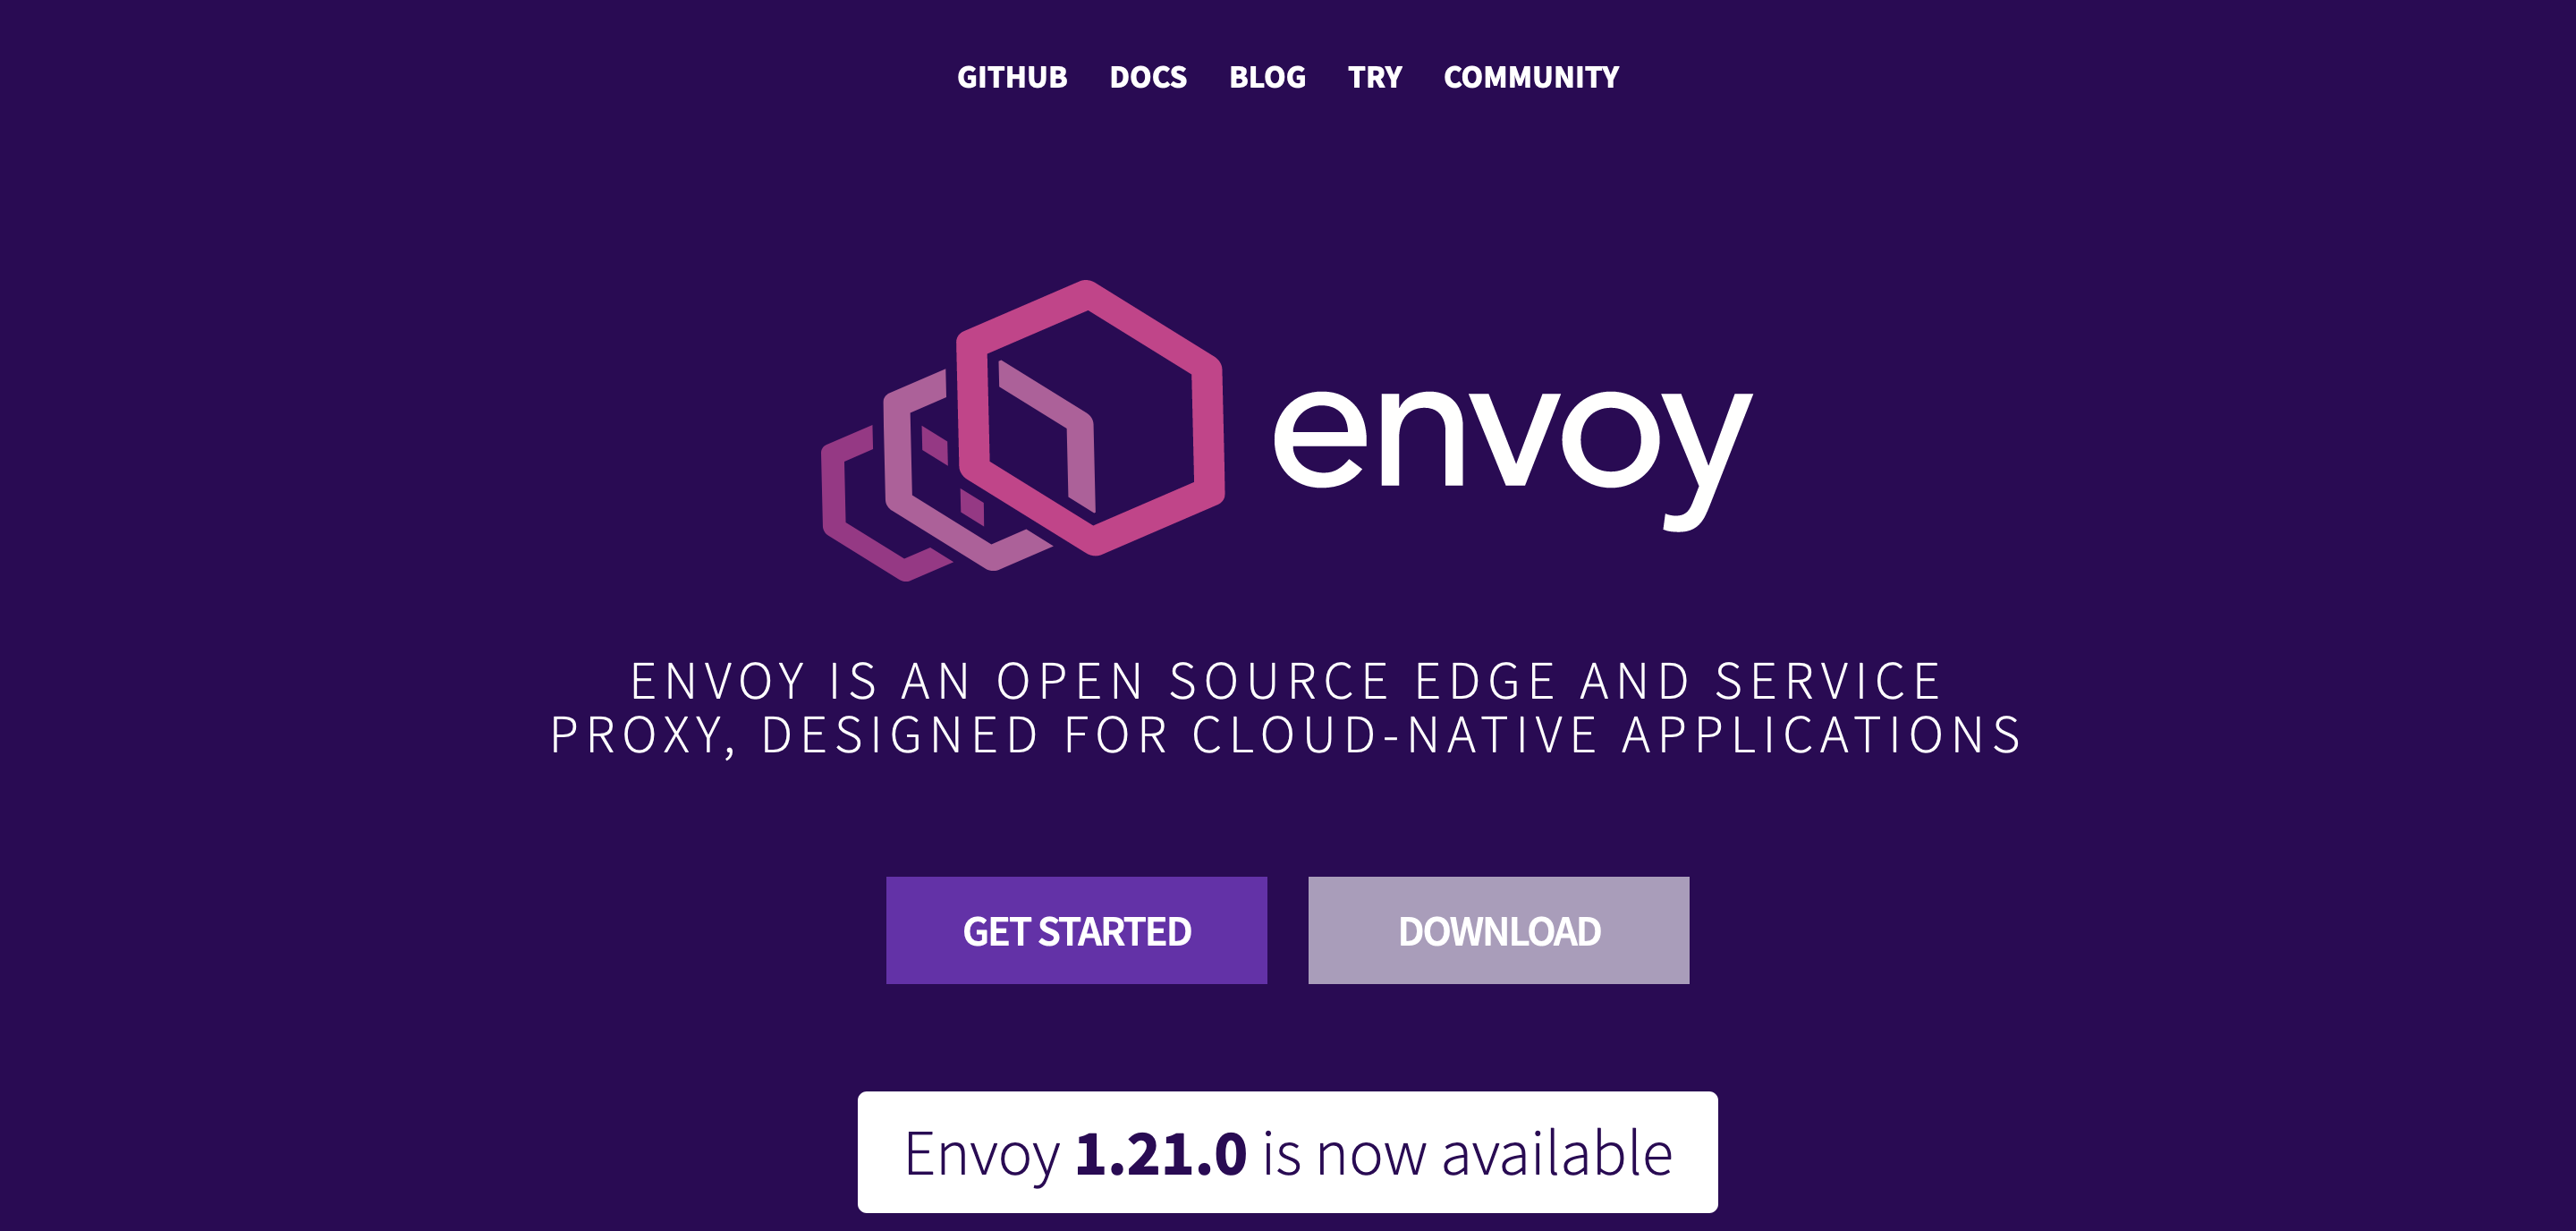 GITHUB DOCS BLOG TRY COMMUNITY
envoy
ENVOY IS AN OPEN SOURCE EDGE AND SERVICE
PROXY, DESIGNED FOR CLOUD-NATIVE APPLICATIONS
GET STARTED DOWNLOAD
Envoy 1.21.0 is now available